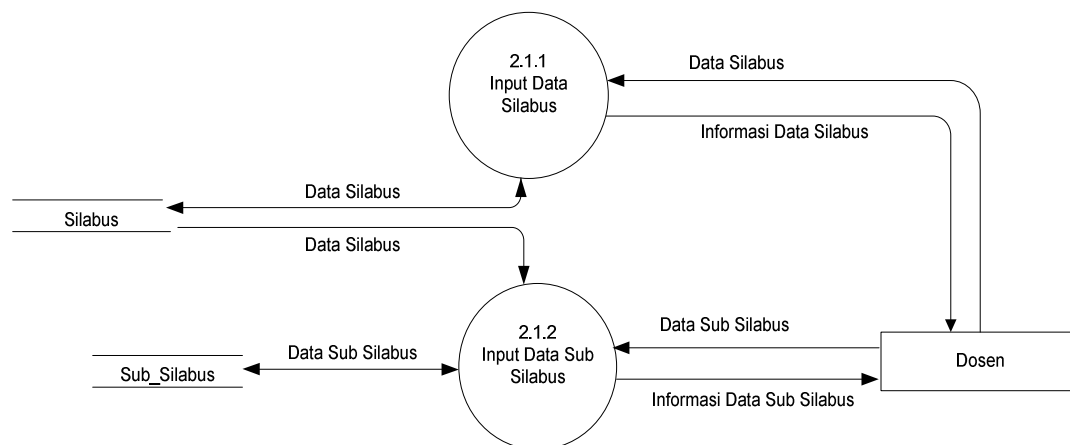 2.1.1
Input Data
Silabus
Data Silabus
Informasi Data Silabus
Data Silabus
Silabus
Data Silabus
2.1.2
Input Data Sub
Silabus
Data Sub Silabus
Data Sub Silabus
Sub_Silabus
Dosen
Informasi Data Sub Silabus